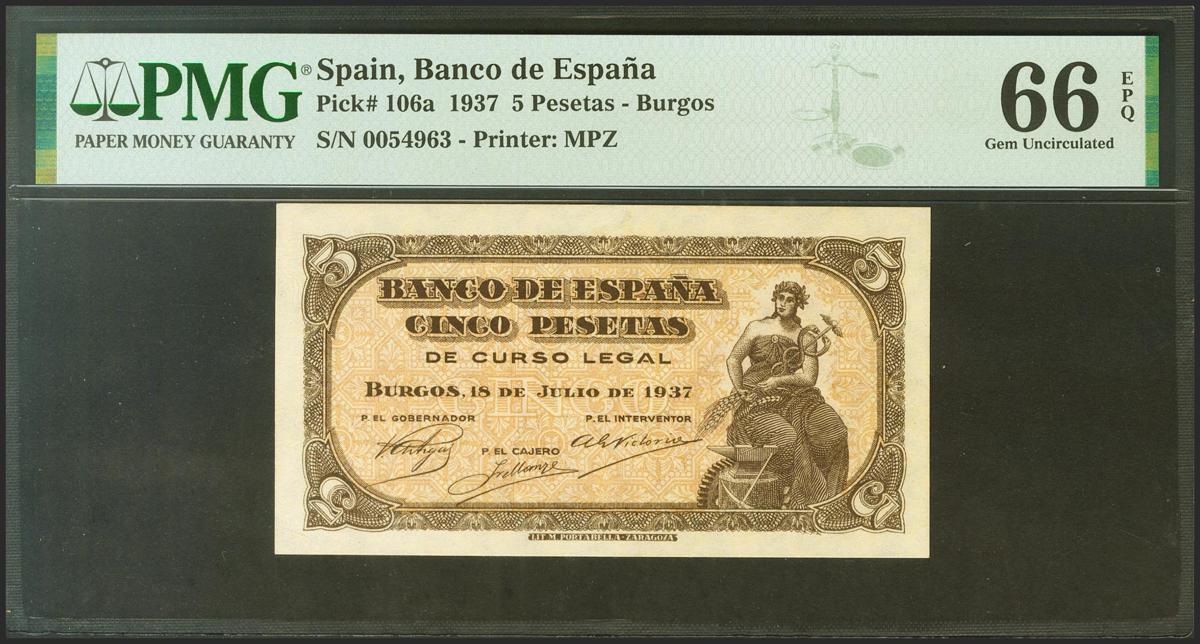 PMG® Spain, Banco de España
Pick# 106a 1937 5 Pesetas - Burgos
PAPER MONEY GUARANTY S/N 0054963 - Printer: MPZ
66 EPQ
Gem Uncirculated
5 5
BANCO DE ESPAÑA
CINCO PESETAS
DE CURSO LEGAL
BURGOS, 18 DE JULIO DE 1937
P. EL GOBERNADOR P. EL INTERVENTOR
P. EL CAJERO
5 5
LIT. M. PORTABELLA - ZARAGOZA